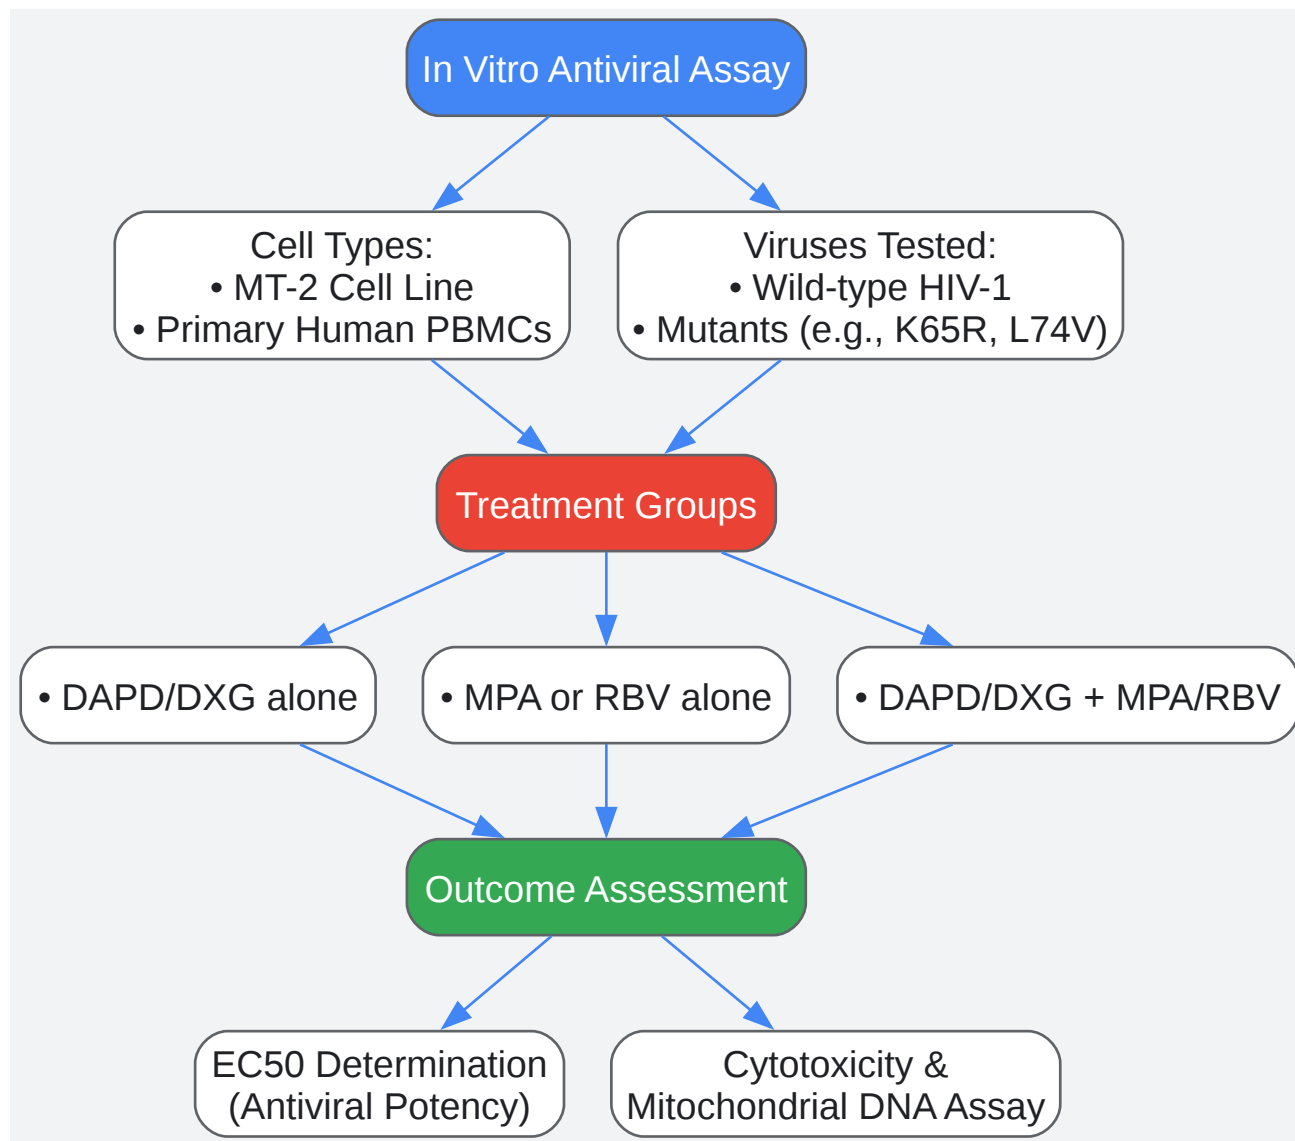 In Vitro Antiviral Assay
Cell Types:
• MT-2 Cell Line
• Primary Human PBMCs
Viruses Tested:
• Wild-type HIV-1
• Mutants (e.g., K65R, L74V)
Treatment Groups
• DAPD/DXG alone
• MPA or RBV alone
• DAPD/DXG + MPA/RBV
Outcome Assessment
EC50 Determination
(Antiviral Potency)
Cytotoxicity &
Mitochondrial DNA Assay